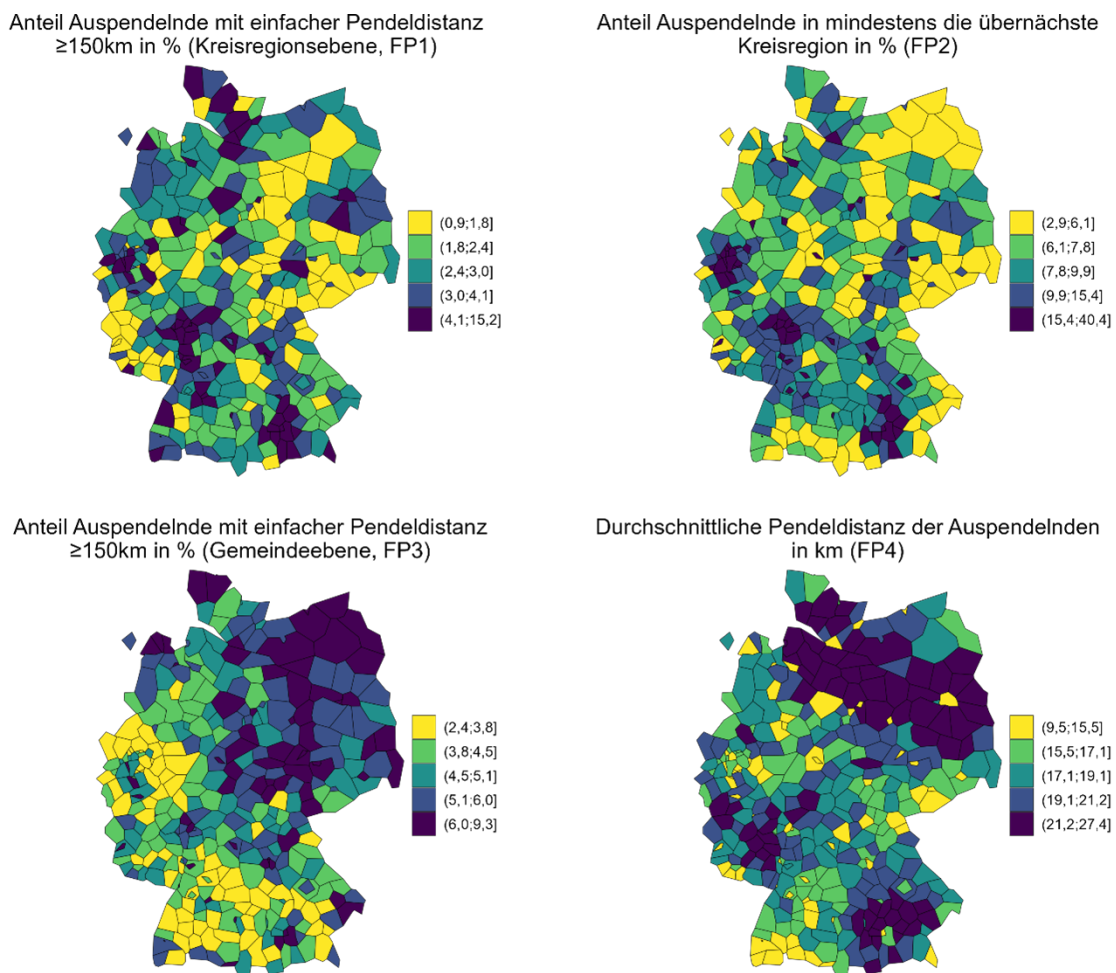 Anteil Auspendelnde mit einfacher Pendeldistanz
≥150km in % (Kreisregionsebene, FP1)
(0,9;1,8]
(1,8;2,4]
(2,4;3,0]
(3,0;4,1]
(4,1;15,2]
Anteil Auspendelnde in mindestens die übernächste
Kreisregion in % (FP2)
(2,9;6,1]
(6,1;7,8]
(7,8;9,9]
(9,9;15,4]
(15,4;40,4]
Anteil Auspendelnde mit einfacher Pendeldistanz
≥150km in % (Gemeindeebene, FP3)
(2,4;3,8]
(3,8;4,5]
(4,5;5,1]
(5,1;6,0]
(6,0;9,3]
Durchschnittliche Pendeldistanz der Auspendelnden
in km (FP4)
(9,5;15,5]
(15,5;17,1]
(17,1;19,1]
(19,1;21,2]
(21,2;27,4]